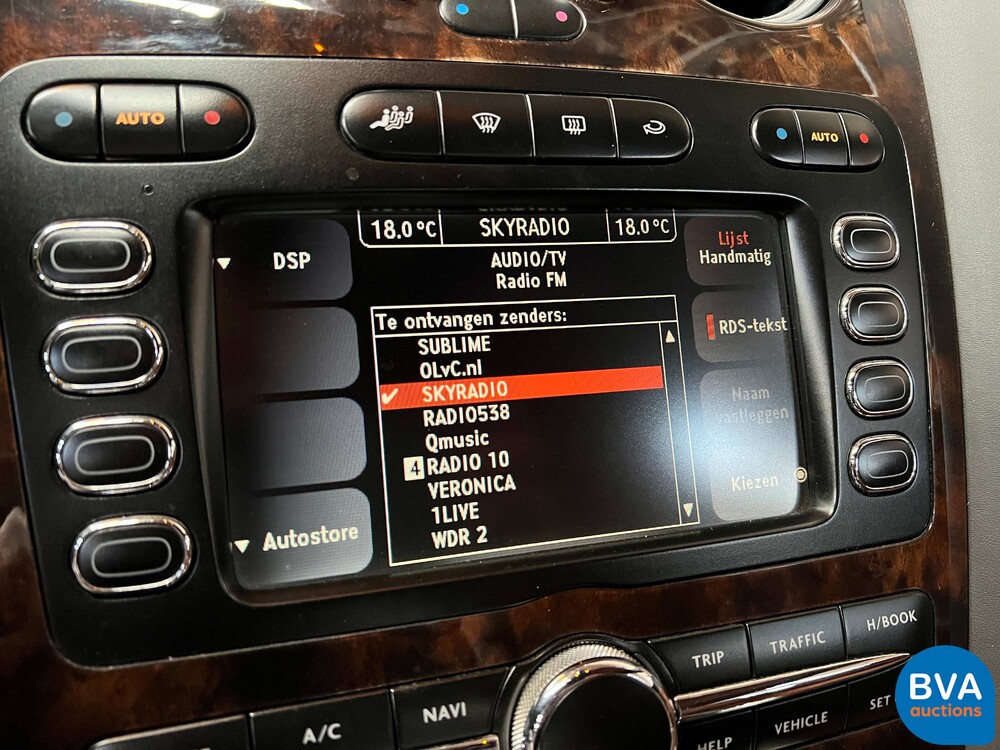 AUTO
AUTO
18.0 °C SKYRADIO 18.0 °C
DSP
AUDIO/TV
Radio FM
Lijst
Handmatig
Te ontvangen zenders:
SUBLIME
OLvC.nl
✔ SKYRADIO
RADIO538
Qmusic
4 RADIO 10
VERONICA
1LIVE
WDR 2
RDS-tekst
Naam
vastleggen
Kiezen
Autostore
TRIP
TRAFFIC
H/BOOK
A/C
NAVI
HELP
VEHICLE
SET
BVA
auctions